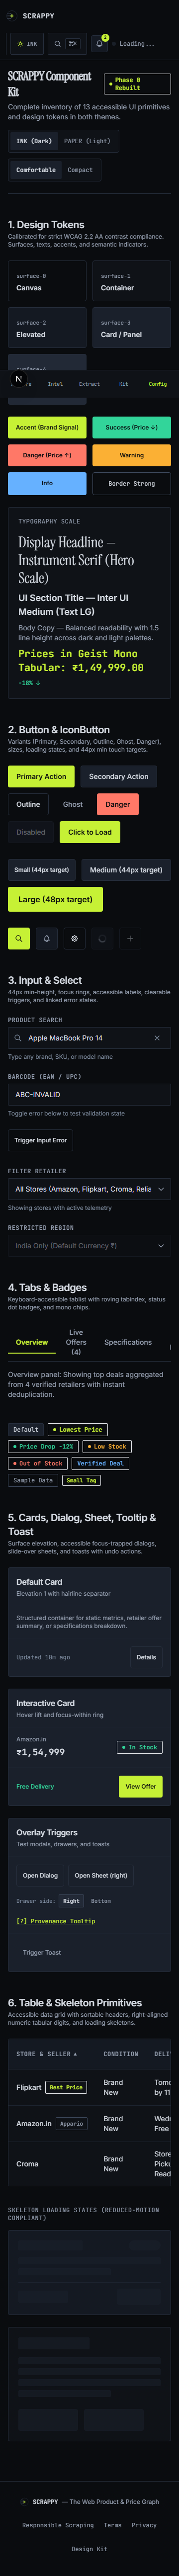 SCRAPPY
INK
⌘K
2
Loading...
SCRAPPY Component Kit
Phase 0 Rebuilt
Complete inventory of 13 accessible UI primitives and design tokens in both themes.
INK (Dark)
PAPER (Light)
Comfortable
Compact
1. Design Tokens
Calibrated for strict WCAG 2.2 AA contrast compliance. Surfaces, texts, accents, and semantic indicators.
surface-0
Canvas
surface-1
Container
surface-2
Elevated
surface-3
Card / Panel
N
Intel
Extract
Kit
Config
Accent (Brand Signal)
Success (Price ↓)
Danger (Price ↑)
Warning
Info
Border Strong
TYPOGRAPHY SCALE
Display Headline —
Instrument Serif (Hero
Scale)
UI Section Title — Inter UI
Medium (Text LG)
Body Copy — Balanced readability with 1.5
line height across dark and light palettes.
Prices in Geist Mono
Tabular: ₹1,49,999.00
-18% ↓
2. Button & IconButton
Variants (Primary, Secondary, Outline, Ghost, Danger),
sizes, loading states, and 44px min touch targets.
Primary Action
Secondary Action
Outline
Ghost
Danger
Disabled
Click to Load
Small (44px target)
Medium (44px target)
Large (48px target)
3. Input & Select
44px min-height, focus rings, accessible labels, clearable
triggers, and linked error states.
PRODUCT SEARCH
Apple MacBook Pro 14
Type any brand, SKU, or model name
BARCODE (EAN / UPC)
ABC-INVALID
Toggle error below to test validation state
Trigger Input Error
FILTER RETAILER
All Stores (Amazon, Flipkart, Croma, Relia
Showing stores with active telemetry
RESTRICTED REGION
India Only (Default Currency ₹)
4. Tabs & Badges
Keyboard-accessible tablist with roving tabindex, status
dot badges, and mono chips.
Overview
Live
Offers
(4)
Specifications
Overview panel: Showing top deals aggregated
from 4 verified retailers with instant
deduplication.
Default
Lowest Price
Price Drop -12%
Low Stock
Out of Stock
Verified Deal
Sample Data
Small Tag
5. Cards, Dialog, Sheet, Tooltip &
Toast
Surface elevation, accessible focus-trapped dialogs,
slide-over sheets, and toasts with undo actions.
Default Card
Elevation 1 with hairline separator
Structured container for static metrics, retailer offer
summary, or specifications breakdown.
Updated 10m ago
Details
Interactive Card
Hover lift and focus-within ring
Amazon.in
₹1,54,999
In Stock
Free Delivery
View Offer
Overlay Triggers
Test modals, drawers, and toasts
Open Dialog
Open Sheet (right)
Drawer side:
Right
Bottom
[?] Provenance Tooltip
Trigger Toast
6. Table & Skeleton Primitives
Accessible data grid with sortable headers, right-aligned
numeric tabular digits, and loading skeletons.
STORE & SELLER ▲
CONDITION
DELI
Flipkart
Best Price
Brand
New
Tomo
by 11
Amazon.in
Appario
Brand
New
Wedn
Free
Croma
Brand
New
Store
Picku
Read
SKELETON LOADING STATES (REDUCED-MOTION
COMPLIANT)
SCRAPPY
— The Web Product & Price Graph
Responsible Scraping
Terms
Privacy
Design Kit